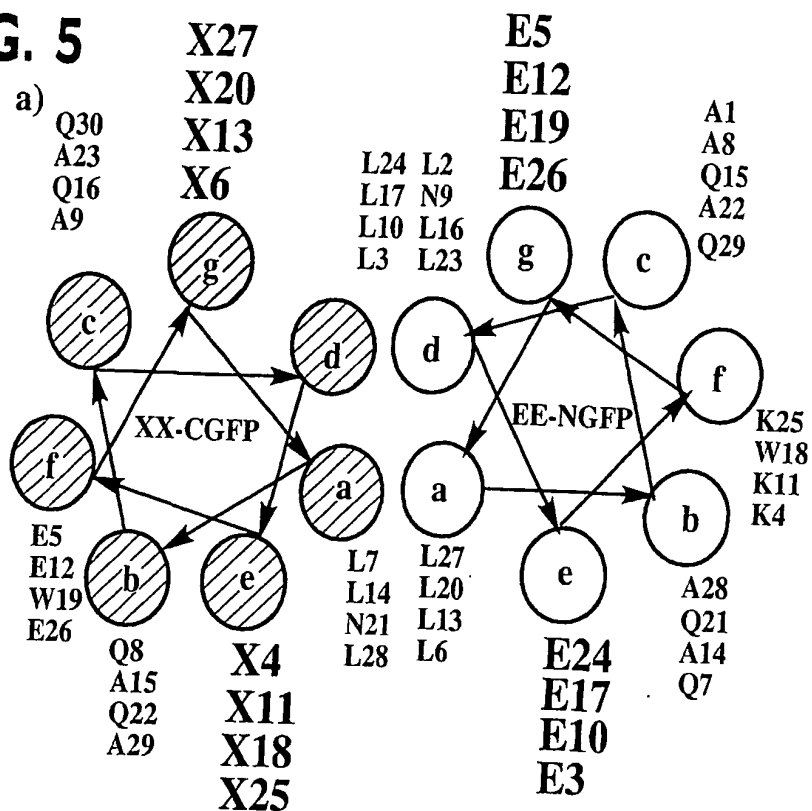 G. 5
a)
Q30
A23
Q16
A9
X27
X20
X13
X6
L24 L2
L17 N9
L10 L16
L3 L23
E5
E12
E19
E26
A1
A8
Q15
A22
Q29
g
c
d
f
a
b
e
XX-CGFP
g
c
d
f
a
b
e
EE-NGFP
E5
E12
W19
E26
Q8
A15
Q22
A29
X4
X11
X18
X25
L7
L14
N21
L28
L27
L20
L13
L6
E24
E17
E10
E3
K25
W18
K11
K4
A28
Q21
A14
Q7